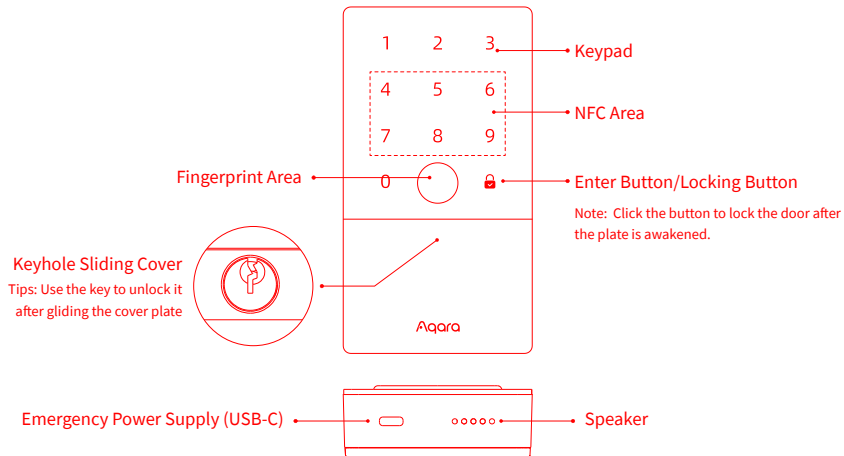 1 2 3
Keypad
4 5 6
NFC Area
7 8 9
Fingerprint Area
0
Enter Button/Locking Button
Note: Click the button to lock the door after
the plate is awakened.
Keyhole Sliding Cover
Tips: Use the key to unlock it
after gliding the cover plate
Aqara
Emergency Power Supply (USB-C)
Speaker